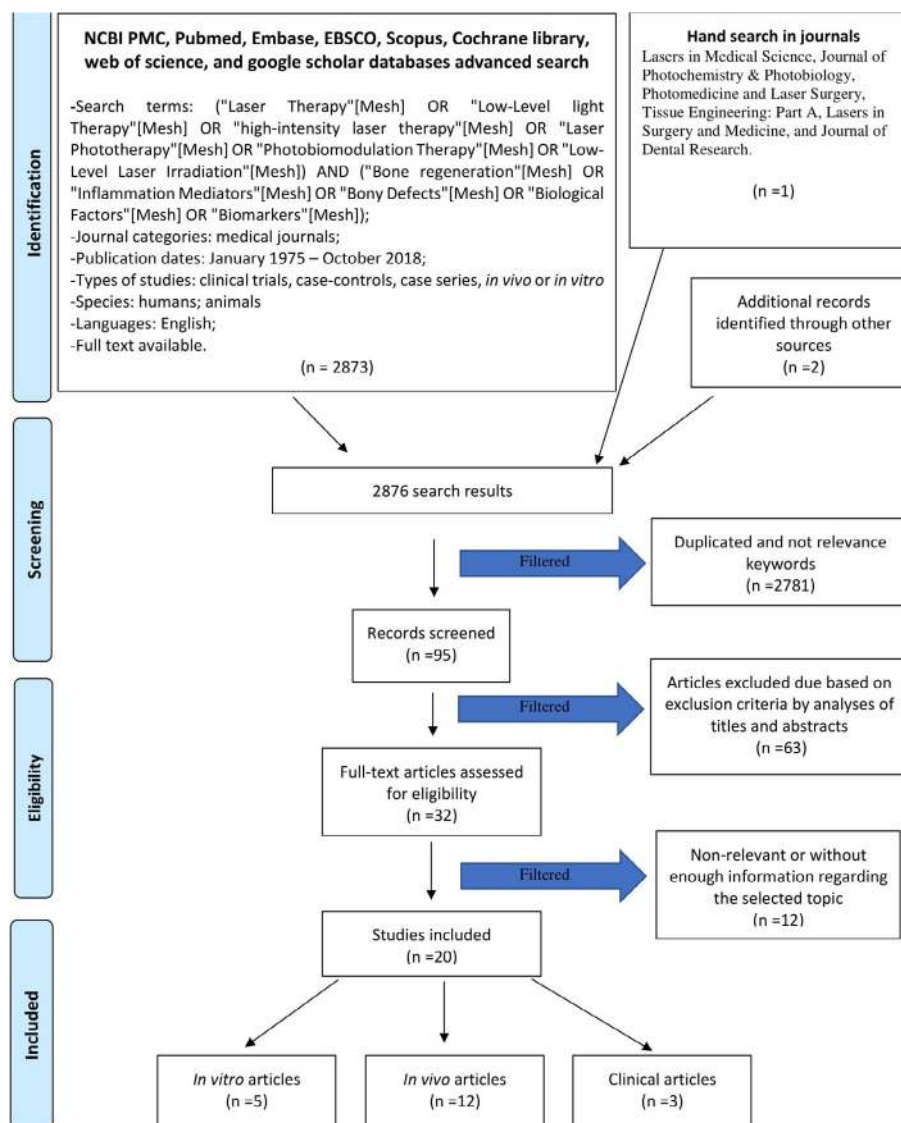 Identification
NCBI PMC, Pubmed, Embase, EBSCO, Scopus, Cochrane library,
web of science, and google scholar databases advanced search
-Search terms: ("Laser Therapy"[Mesh] OR "Low-Level light
Therapy"[Mesh] OR "high-intensity laser therapy"[Mesh] OR "Laser
Phototherapy"[Mesh] OR "Photobiomodulation Therapy"[Mesh] OR "Low-
Level Laser Irradiation"[Mesh]) AND ("Bone regeneration"[Mesh] OR
"Inflammation Mediators"[Mesh] OR "Bony Defects"[Mesh] OR "Biological
Factors"[Mesh] OR "Biomarkers"[Mesh]);
-Journal categories: medical journals;
-Publication dates: January 1975 – October 2018;
-Types of studies: clinical trials, case-controls, case series, in vivo or in vitro
-Species: humans; animals
-Languages: English;
-Full text available.
(n = 2873)
Hand search in journals
Lasers in Medical Science, Journal of
Photochemistry & Photobiology,
Photomedicine and Laser Surgery,
Tissue Engineering: Part A, Lasers in
Surgery and Medicine, and Journal of
Dental Research.
(n =1)
Additional records
identified through other
sources
(n =2)
Screening
2876 search results
Filtered
Duplicated and not relevance
keywords
(n =2781)
Records screened
(n =95)
Eligibility
Filtered
Articles excluded due based on
exclusion criteria by analyses of
titles and abstracts
(n =63)
Full-text articles assessed
for eligibility
(n =32)
Filtered
Non-relevant or without
enough information regarding
the selected topic
(n =12)
Included
Studies included
(n =20)
In vitro articles
(n =5)
In vivo articles
(n =12)
Clinical articles
(n =3)